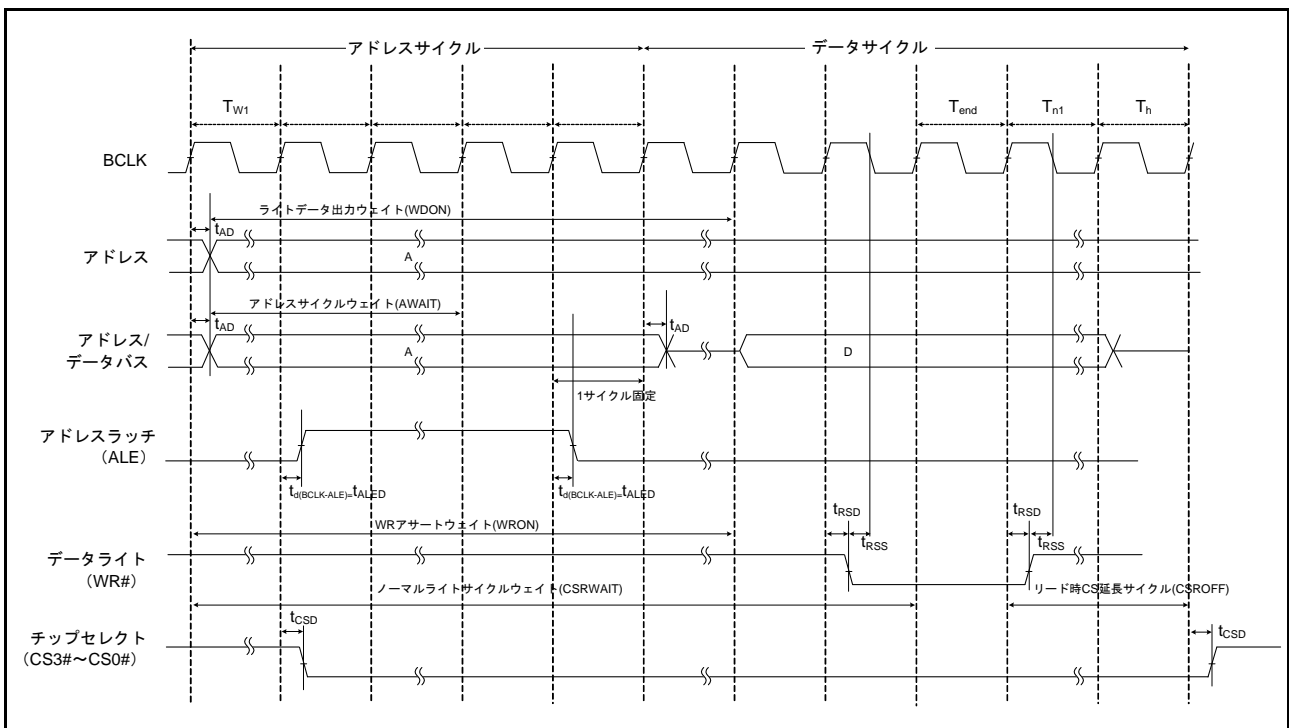 アドレスサイクル
データサイクル
TW1
Tend
Tn1
Th
BCLK
ライトデータ出力ウェイト(WDON)
tAD
アドレス
A
アドレスサイクルウェイト(AWAIT)
tAD
tAD
アドレス/
データバス
A
D
1サイクル固定
アドレスラッチ
(ALE)
td(BCLK-ALE)=tALED
td(BCLK-ALE)=tALED
WRアサートウェイト(WRON)
tRSD
tRSS
tRSD
tRSS
データライト
(WR#)
ノーマルライトサイクルウェイト(CSRWAIT)
リード時CS延長サイクル(CSROFF)
tCSD
tCSD
チップセレクト
(CS3#～CS0#)